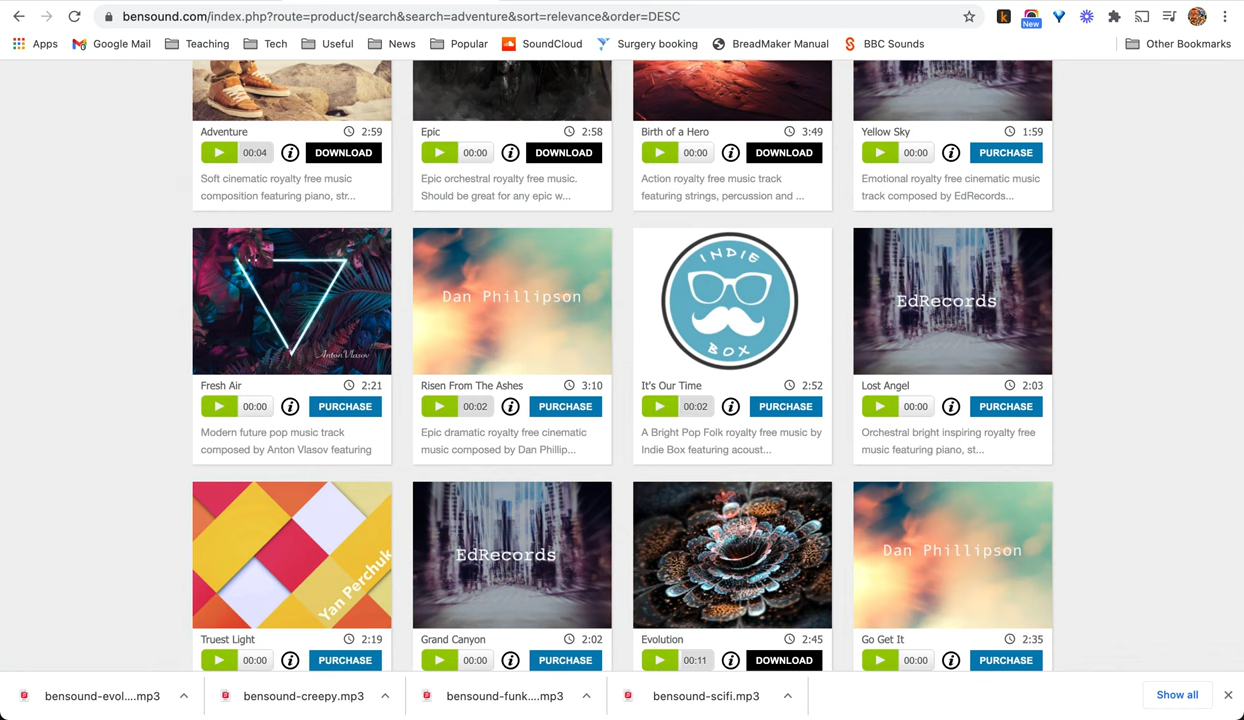 bensound.com/index.php?route=product/search&search=adventure&sort=relevance&order=DESC
k
New
Apps Google Mail Teaching Tech Useful News Popular SoundCloud Surgery booking BreadMaker Manual BBC Sounds Other Bookmarks
Adventure 2:59
00:04 i DOWNLOAD
Soft cinematic royalty free music
composition featuring piano, str...
Epic 2:58
00:00 i DOWNLOAD
Epic orchestral royalty free music.
Should be great for any epic w...
Birth of a Hero 3:49
00:00 i DOWNLOAD
Action royalty free music track
featuring strings, percussion and ...
Yellow Sky 1:59
00:00 i PURCHASE
Emotional royalty free cinematic
music track composed by EdRecords...
AntonVlasov
Fresh Air 2:21
00:00 i PURCHASE
Modern future pop music track
composed by Anton Vlasov featuring
Dan Phillipson
Risen From The Ashes 3:10
00:02 i PURCHASE
Epic dramatic royalty free cinematic
music composed by Dan Phillip...
INDIE
BOX
It's Our Time 2:52
00:02 i PURCHASE
A Bright Pop Folk royalty free music by
Indie Box featuring acoust...
EdRecords
Lost Angel 2:03
00:00 i PURCHASE
Orchestral bright inspiring royalty free
music featuring piano, st...
Yan Perchuk
Truest Light 2:19
00:00 i PURCHASE
EdRecords
Grand Canyon 2:02
00:00 i PURCHASE
Evolution 2:45
00:11 i DOWNLOAD
Dan Phillipson
Go Get It 2:35
00:00 i PURCHASE
bensound-evol....mp3 bensound-creepy.mp3 bensound-funk....mp3 bensound-scifi.mp3 Show all